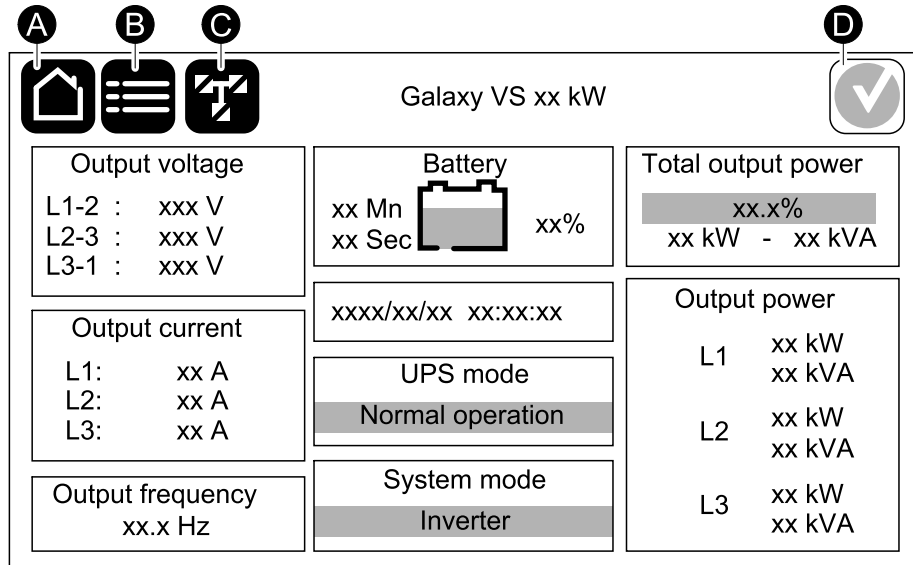 A B C D
Galaxy VS xx kW
Output voltage
L1-2 : xxx V
L2-3 : xxx V
L3-1 : xxx V
Output current
L1: xx A
L2: xx A
L3: xx A
Output frequency
xx.x Hz
Battery
xx Mn
xx Sec
xx%
xxxx/xx/xx xx:xx:xx
UPS mode
Normal operation
System mode
Inverter
Total output power
xx.x%
xx kW - xx kVA
Output power
L1 xx kW
xx kVA
L2 xx kW
xx kVA
L3 xx kW
xx kVA